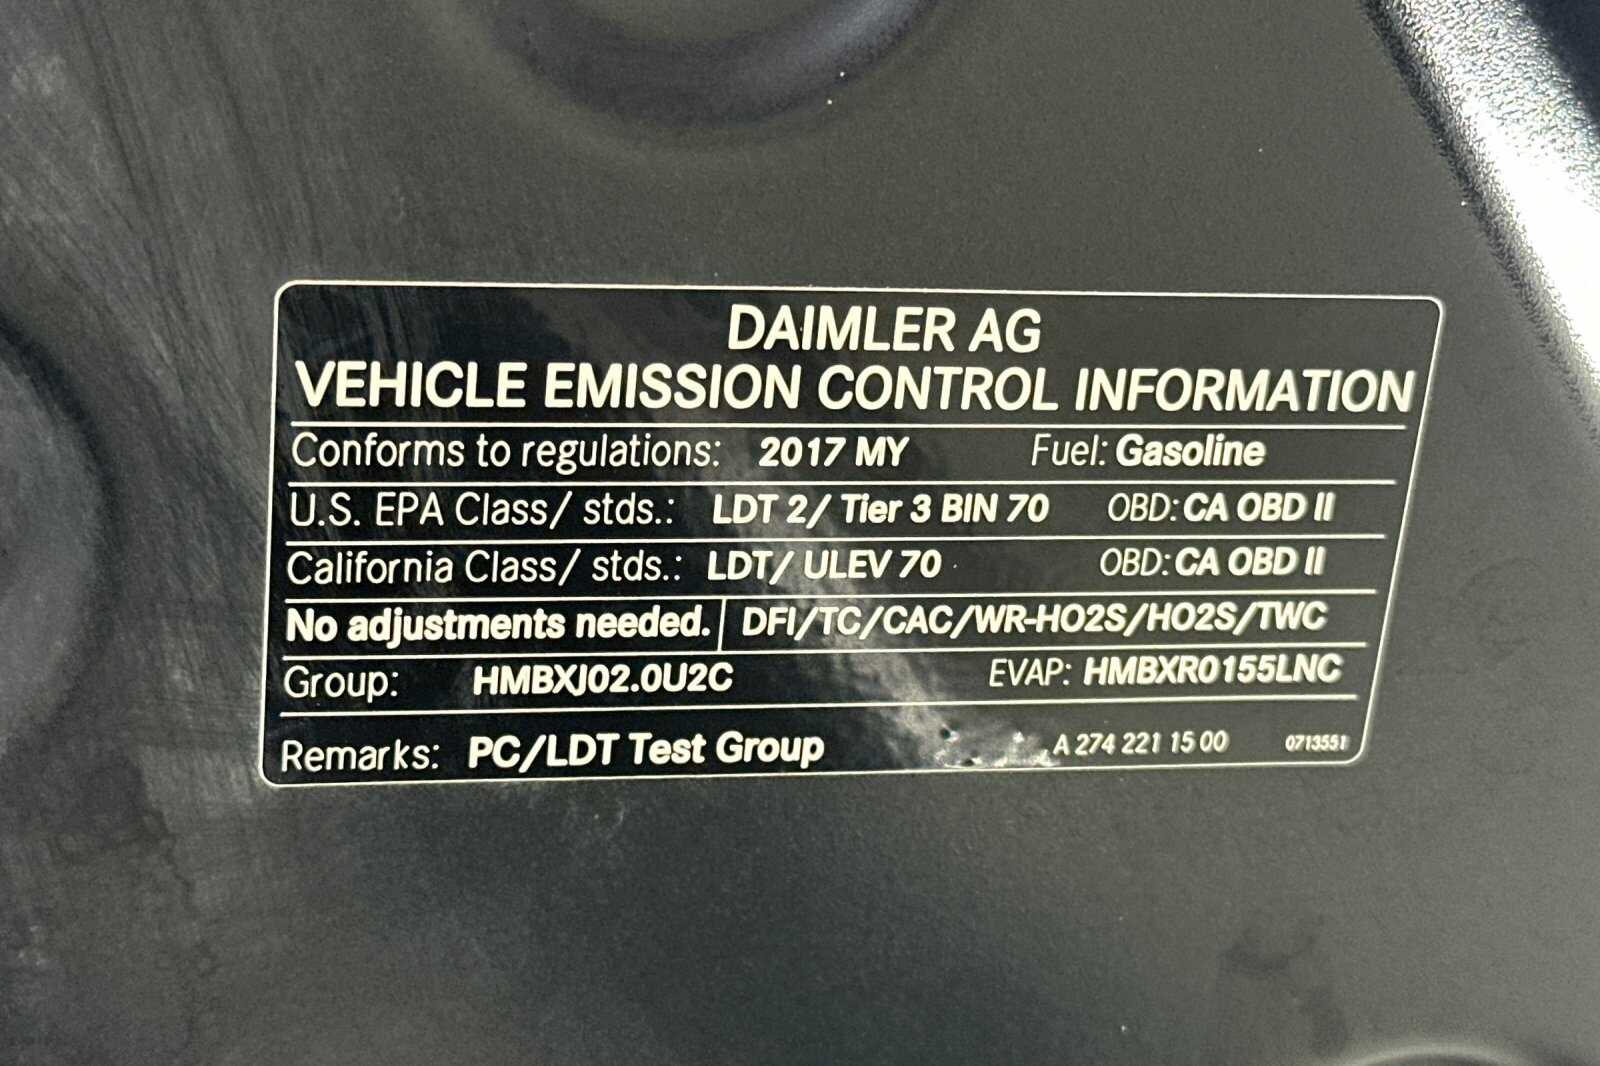 DAIMLER AG
VEHICLE EMISSION CONTROL INFORMATION
Conforms to regulations: 2017 MY Fuel: Gasoline
U.S. EPA Class/ stds.: LDT 2/ Tier 3 BIN 70 OBD: CA OBD II
California Class/ stds.: LDT/ ULEV 70 OBD: CA OBD II
No adjustments needed. DFI/TC/CAC/WR-HO2S/HO2S/TWC
Group: HMBXJ02.0U2C EVAP: HMBXR0155LNC
Remarks: PC/LDT Test Group A 274 221 15 00 0713551